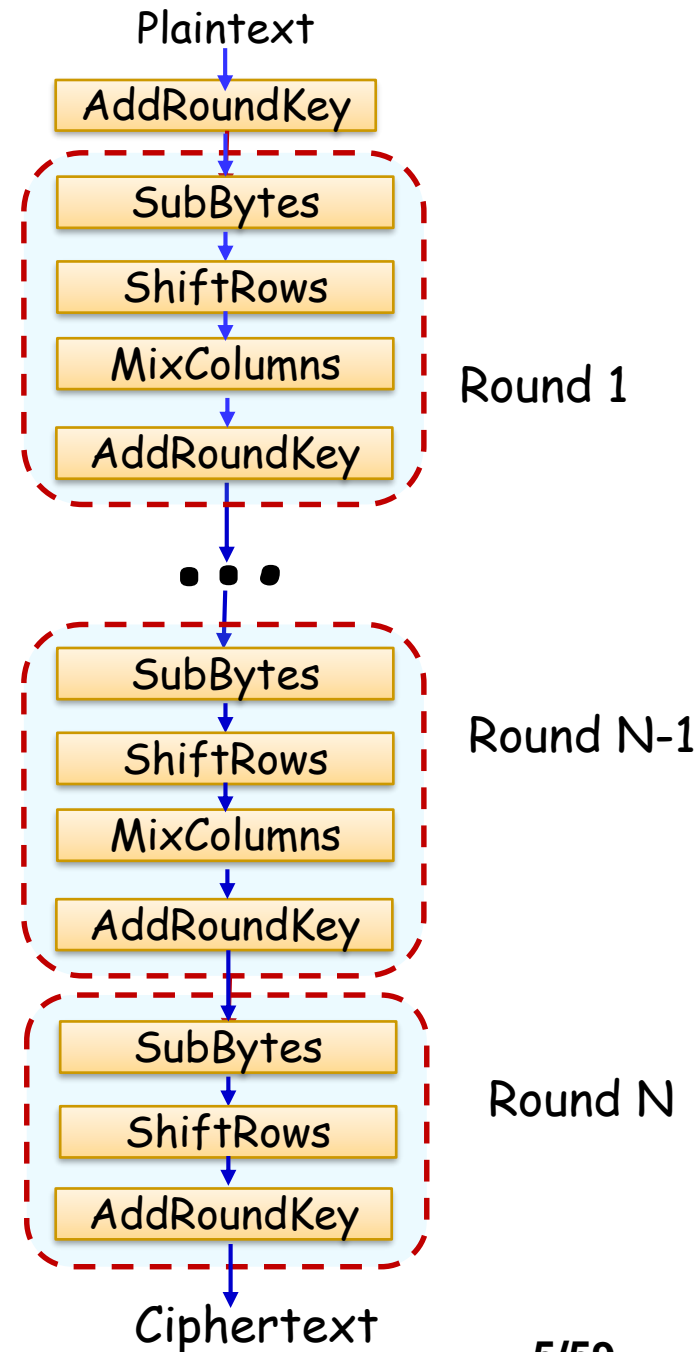 Plaintext
AddRoundKey
SubBytes
ShiftRows
MixColumns
Round 1
AddRoundKey
...
SubBytes
Round N-1
ShiftRows
MixColumns
AddRoundKey
SubBytes
Round N
ShiftRows
AddRoundKey
Ciphertext